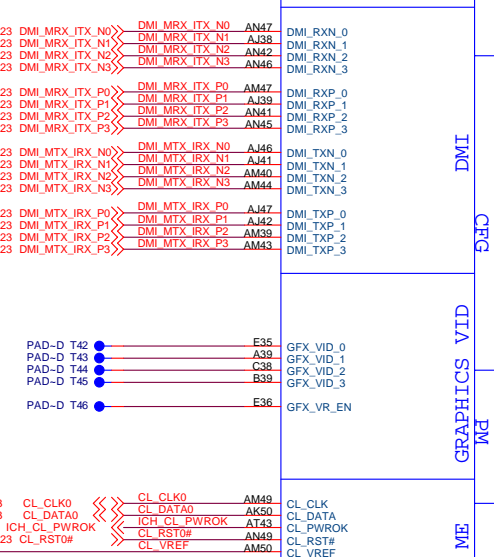 23 DMI_MRX_ITX_N0 DMI_MRX_ITX_N0 AN47 DMI_RXN_0
23 DMI_MRX_ITX_N1 DMI_MRX_ITX_N1 AJ38 DMI_RXN_1
23 DMI_MRX_ITX_N2 DMI_MRX_ITX_N2 AN42 DMI_RXN_2
23 DMI_MRX_ITX_N3 DMI_MRX_ITX_N3 AN46 DMI_RXN_3
23 DMI_MRX_ITX_P0 DMI_MRX_ITX_P0 AM47 DMI_RXP_0
23 DMI_MRX_ITX_P1 DMI_MRX_ITX_P1 AJ39 DMI_RXP_1
23 DMI_MRX_ITX_P2 DMI_MRX_ITX_P2 AN41 DMI_RXP_2
23 DMI_MRX_ITX_P3 DMI_MRX_ITX_P3 AN45 DMI_RXP_3
23 DMI_MTX_IRX_N0 DMI_MTX_IRX_N0 AJ46 DMI_TXN_0
23 DMI_MTX_IRX_N1 DMI_MTX_IRX_N1 AJ41 DMI_TXN_1
23 DMI_MTX_IRX_N2 DMI_MTX_IRX_N2 AM40 DMI_TXN_2
23 DMI_MTX_IRX_N3 DMI_MTX_IRX_N3 AM44 DMI_TXN_3
23 DMI_MTX_IRX_P0 DMI_MTX_IRX_P0 AJ47 DMI_TXP_0
23 DMI_MTX_IRX_P1 DMI_MTX_IRX_P1 AJ42 DMI_TXP_1
23 DMI_MTX_IRX_P2 DMI_MTX_IRX_P2 AM39 DMI_TXP_2
23 DMI_MTX_IRX_P3 DMI_MTX_IRX_P3 AM43 DMI_TXP_3
DMI
CFG
PAD~D T42 E35 GFX_VID_0
PAD~D T43 A39 GFX_VID_1
PAD~D T44 C38 GFX_VID_2
PAD~D T45 B39 GFX_VID_3
PAD~D T46 E36 GFX_VR_EN
GRAPHICS VID
PM
CL_CLK0 CL_CLK0 AM49 CL_CLK
CL_DATA0 CL_DATA0 AK50 CL_DATA
ICH_CL_PWROK ICH_CL_PWROK AT43 CL_PWROK
23 CL_RST0# CL_RST0# AN49 CL_RST#
CL_VREF AM50 CL_VREF
ME